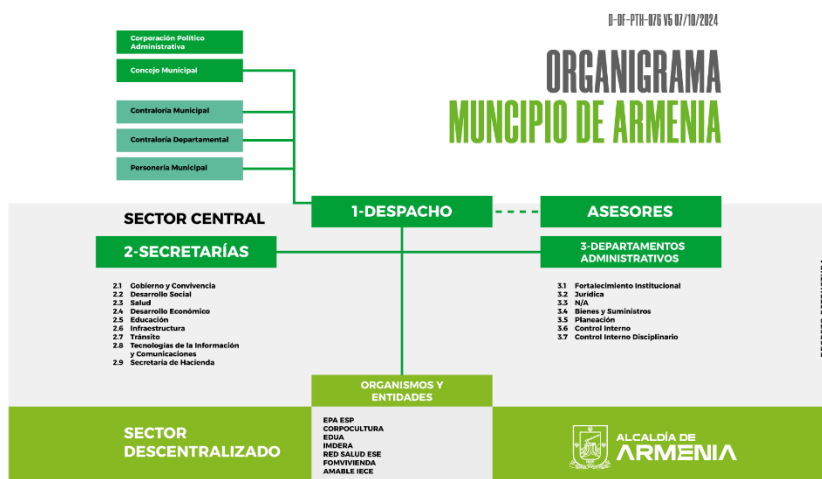 D-DF-PTH-076 V5 07/10/2024
ORGANIGRAMA
MUNCIPIO DE ARMENIA
Corporación Político
Administrativa
Concejo Municipal
Contraloría Municipal
Contraloría Departamental
Personería Municipal
SECTOR CENTRAL
1-DESPACHO
ASESORES
2-SECRETARÍAS
3-DEPARTAMENTOS
ADMINISTRATIVOS
2.1 Gobierno y Convivencia
2.2 Desarrollo Social
2.3 Salud
2.4 Desarrollo Económico
2.5 Educación
2.6 Infraestructura
2.7 Tránsito
2.8 Tecnologías de la Información
y Comunicaciones
2.9 Secretaría de Hacienda
3.1 Fortalecimiento Institucional
3.2 Jurídica
3.3 N/A
3.4 Bienes y Suministros
3.5 Planeación
3.6 Control Interno
3.7 Control Interno Disciplinario
ORGANISMOS Y
ENTIDADES
SECTOR
DESCENTRALIZADO
EPA ESP
CORPOCULTURA
EDUA
IMDERA
RED SALUD ESE
FOMVIVIENDA
AMABLE IECE
ALCALDÍA DE
ARMENIA